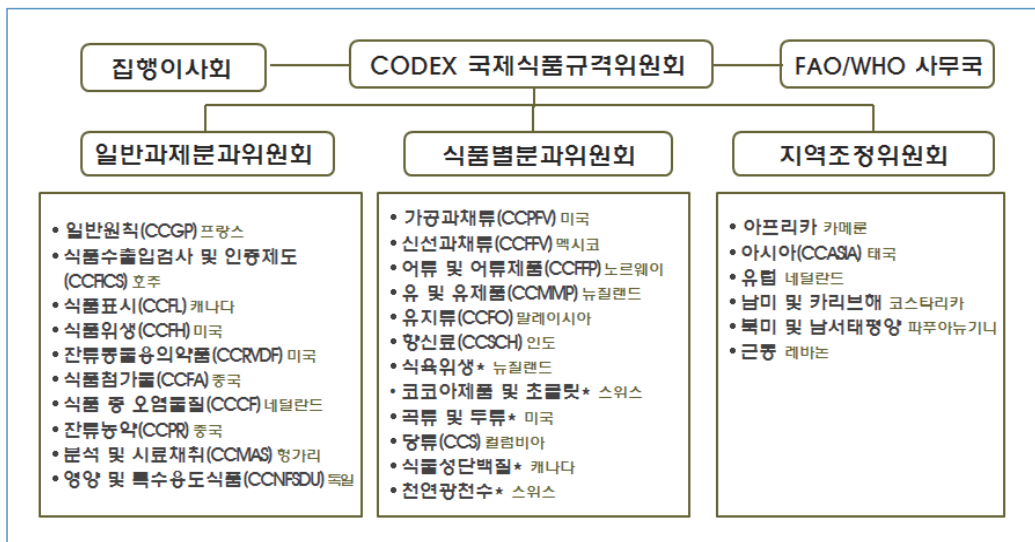 집행이사회
CODEX 국제식품규격위원회
FAO/WHO 사무국
일반과제분과위원회
식품별분과위원회
지역조정위원회
• 일반원칙(CCGP) 프랑스
• 식품수출입검사 및 인증제도
(CCFICS) 호주
• 식품표시(CCFL) 캐나다
• 식품위생(CCFH) 미국
• 잔류동물용의약품(CCRVDF) 미국
• 식품첨가물(CCFA) 중국
• 식품 중 오염물질(CCCF) 네덜란드
• 잔류농약(CCPR) 중국
• 분석 및 시료채취(CCMAS) 헝가리
• 영양 및 특수용도식품(CCNFSDU) 독일
• 가공과채류(CCPFV) 미국
• 신선과채류(CCFFV) 멕시코
• 어류 및 어류제품(CCFFP) 노르웨이
• 유 및 유제품(CCMMP) 뉴질랜드
• 유지류(CCFO) 말레이시아
• 향신료(CCSCH) 인도
• 식육위생* 뉴질랜드
• 코코아제품 및 초콜릿* 스위스
• 곡류 및 두류* 미국
• 당류(CCS) 컬럼비아
• 식물성단백질* 캐나다
• 천연광천수* 스위스
• 아프리카 카메룬
• 아시아(CCASIA) 태국
• 유럽 네덜란드
• 남미 및 카리브해 코스타리카
• 북미 및 남서태평양 파푸아뉴기니
• 근동 레바논